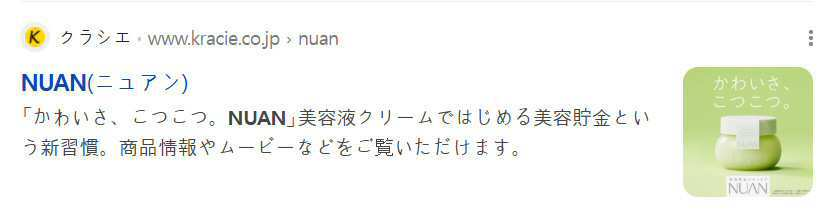 クラシエ · www.kracie.co.jp › nuan
NUAN(ニュアン)
「かわいさ、こつこつ。NUAN」美容液クリームではじめる美容貯金とい
う新習慣。商品情報やムービーなどをご覧いただけます。
かわいさ、
こつこつ。
NUAN
NUAN